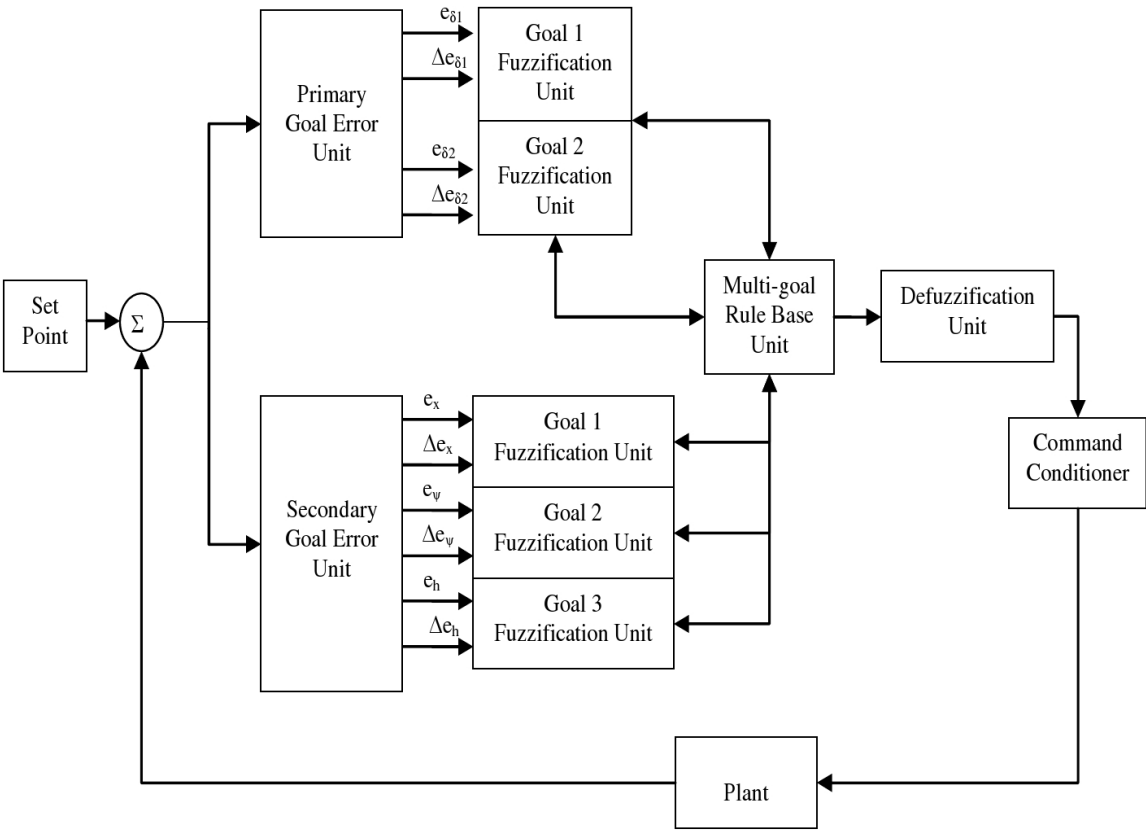 Set
Point
Σ
Primary
Goal Error
Unit
eδ1
Δeδ1
eδ2
Δeδ2
Goal 1
Fuzzification
Unit
Goal 2
Fuzzification
Unit
Secondary
Goal Error
Unit
ex
Δex
eψ
Δeψ
eh
Δeh
Goal 1
Fuzzification Unit
Goal 2
Fuzzification Unit
Goal 3
Fuzzification Unit
Multi-goal
Rule Base
Unit
Defuzzification
Unit
Command
Conditioner
Plant